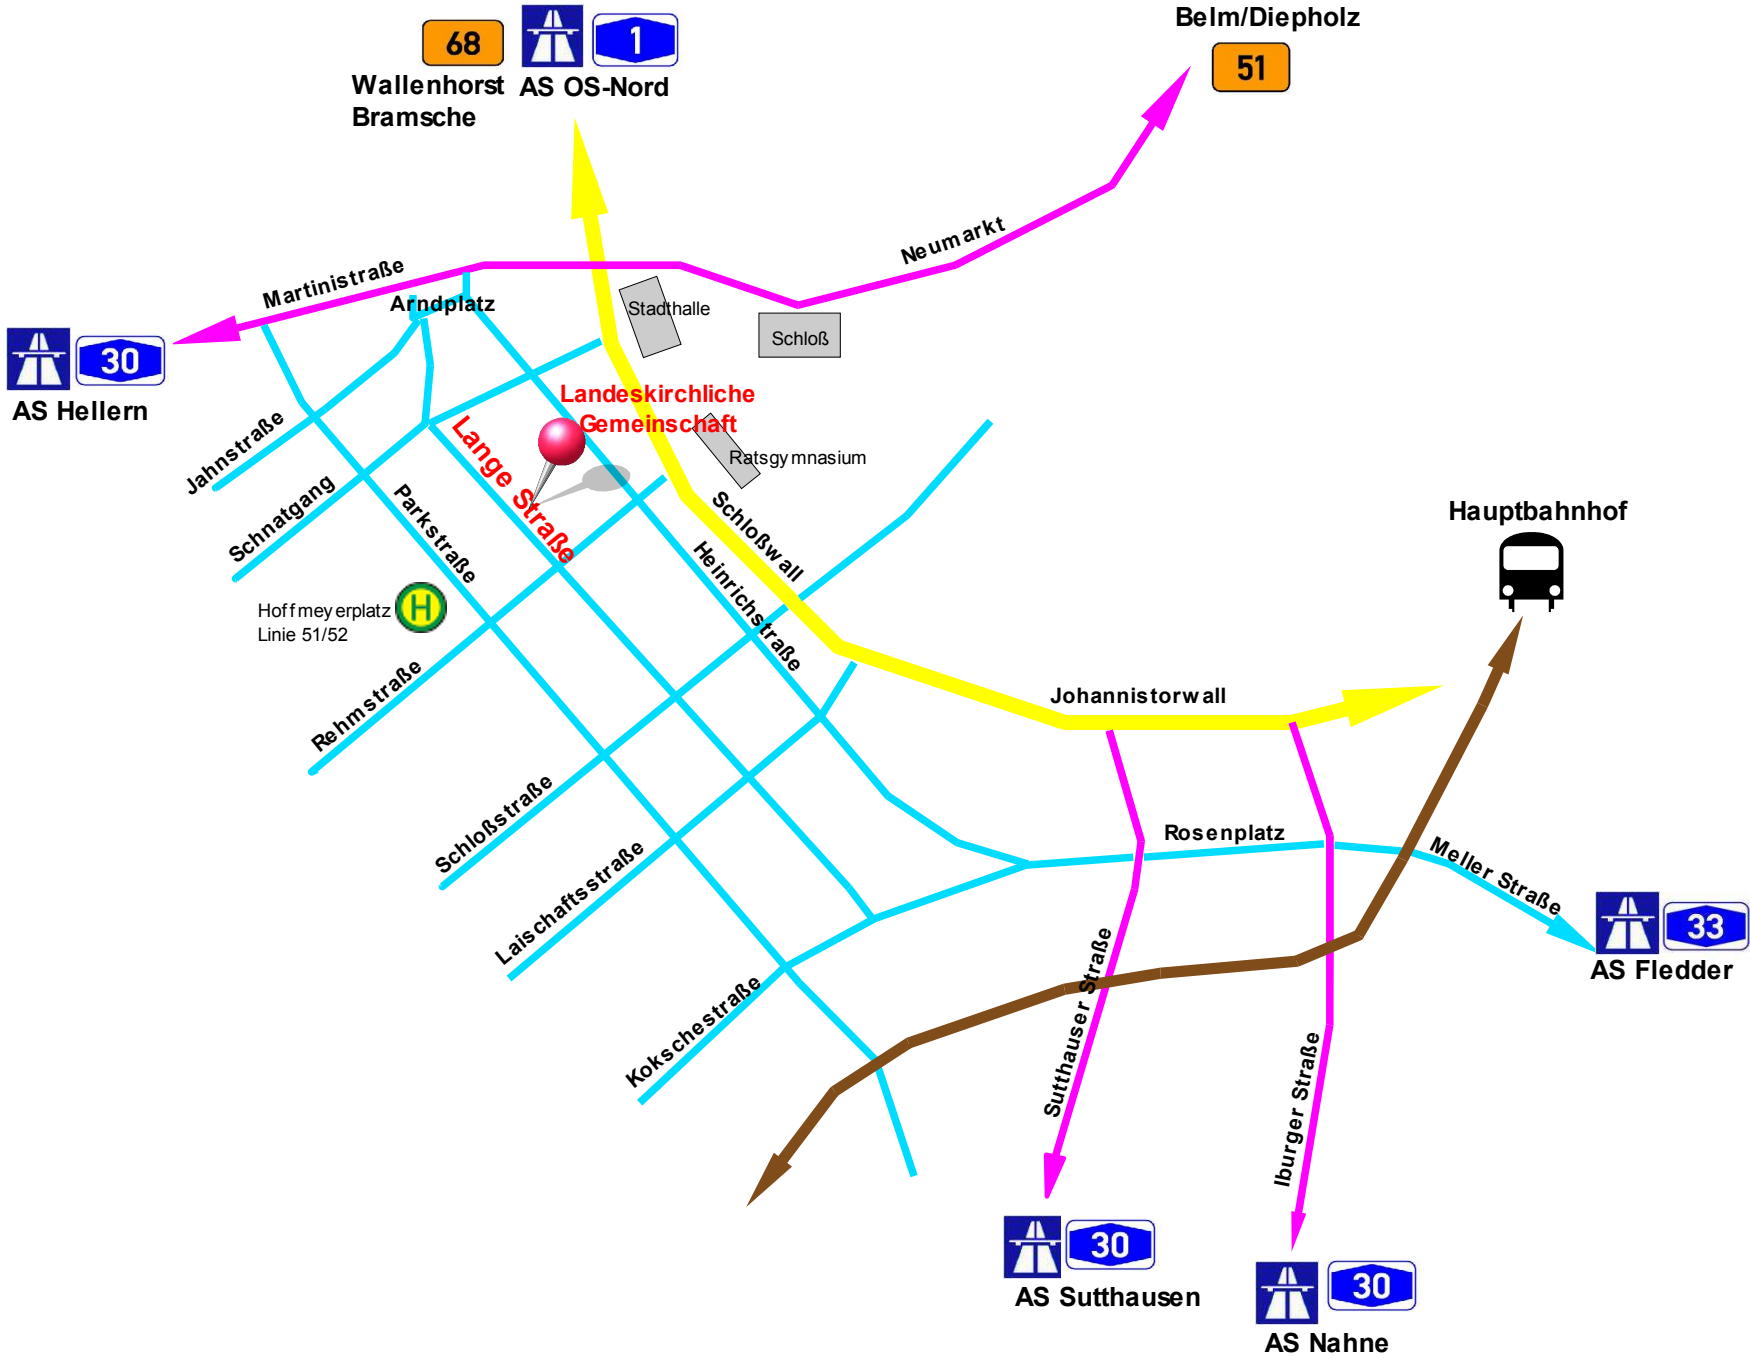 Belm/Diepholz
51
68
1
Wallenhorst
Bramsche
AS OS-Nord
Neumarkt
Martinistraße
Arndplatz
Stadthalle
Schloß
30
AS Hellern
Landeskirchliche
Gemeinschaft
Ratsgymnasium
Jahnstraße
Schnatgang
Parkstraße
Lange Straße
Schloßwall
Heinrichstraße
Hauptbahnhof
H
Hoffmeyerplatz
Linie 51/52
Rehmstraße
Johannistorwall
Schloßstraße
Rosenplatz
Meller Straße
Laischaftsstraße
33
AS Fledder
Kokschestraße
Sutthauser Straße
Iburger Straße
30
AS Sutthausen
30
AS Nahne